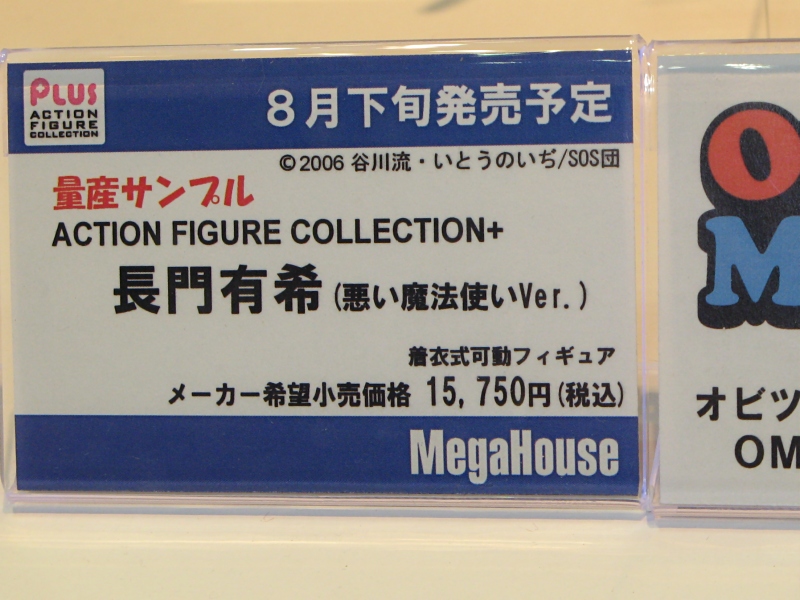 PLUS
ACTION
FIGURE
COLLECTION
8月下旬発売予定
©2006 谷川流・いとうのいぢ/SOS団
量産サンプル
ACTION FIGURE COLLECTION+
長門有希(悪い魔法使いVer.)
着衣式可動フィギュア
メーカー希望小売価格 15,750円(税込)
MegaHouse
O
M
オビツ
OM